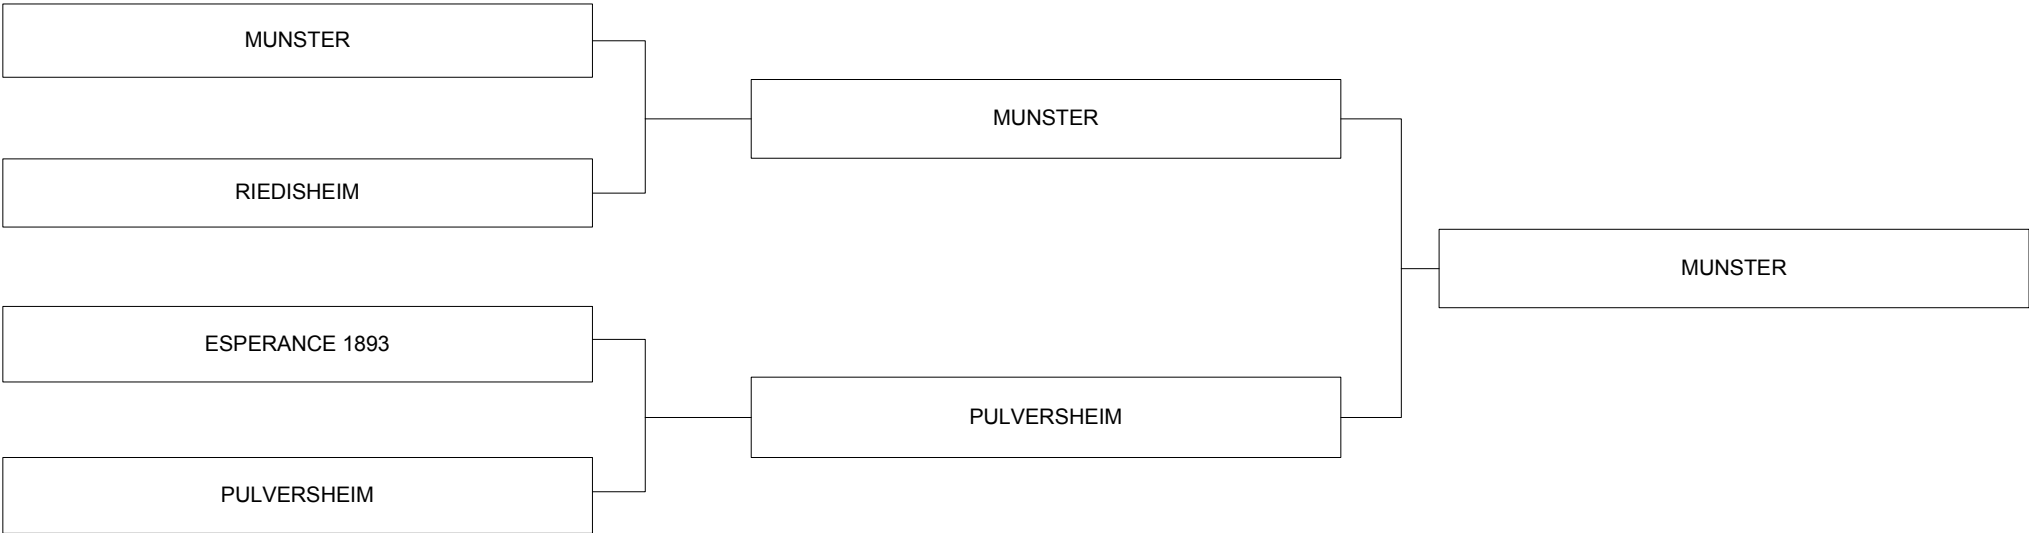 MUNSTER
MUNSTER
RIEDISHEIM
MUNSTER
ESPERANCE 1893
PULVERSHEIM
PULVERSHEIM